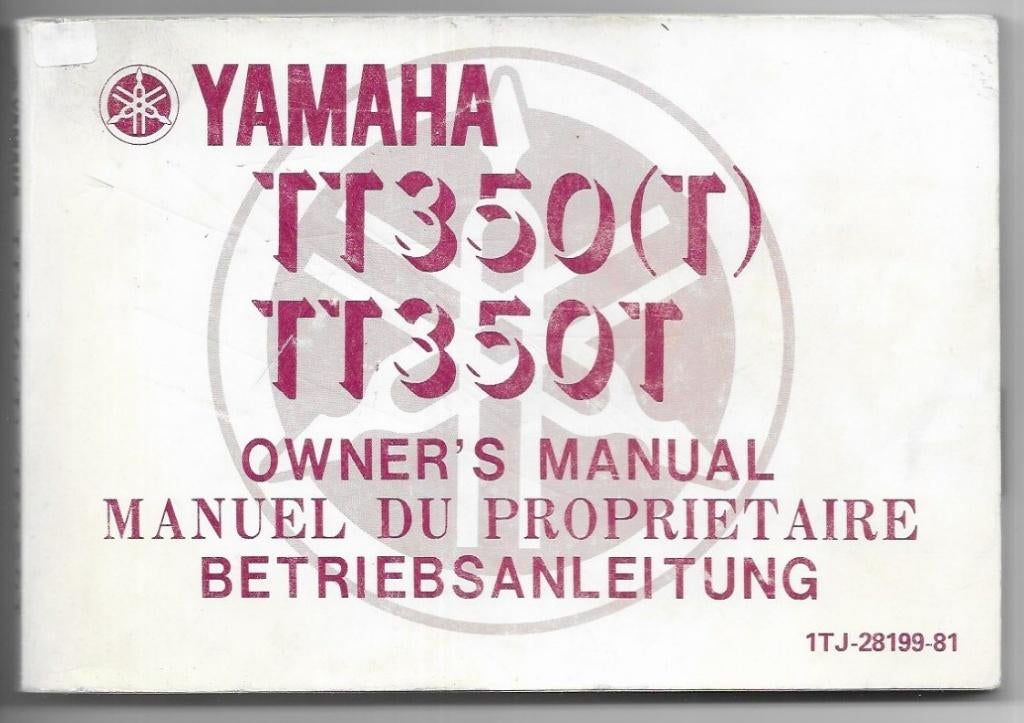 YAMAHA
TT350(T)
TT350T
OWNER'S MANUAL
MANUEL DU PROPRIETAIRE
BETRIEBSANLEITUNG
1TJ-28199-81